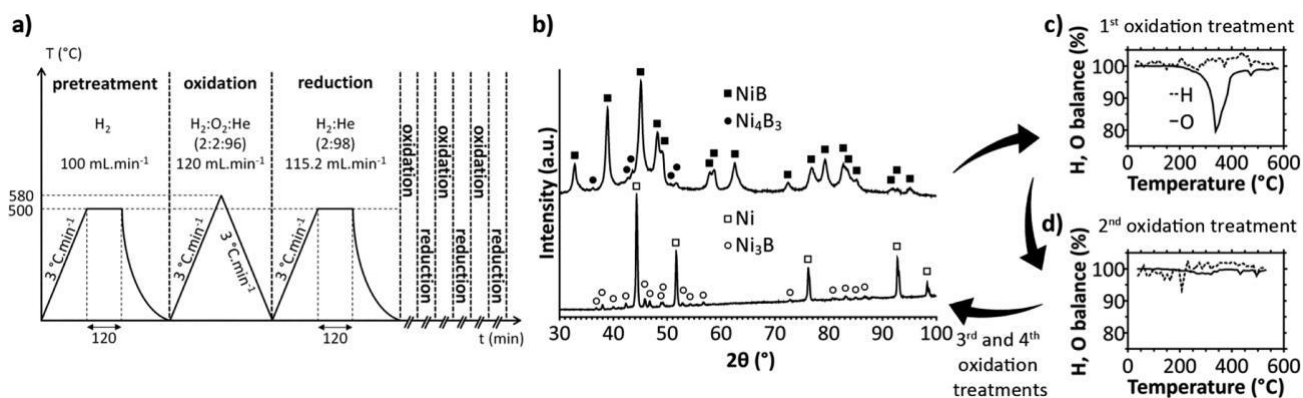 a)
T (°C)
pretreatment
H₂
100 mL.min⁻¹
oxidation
H₂:O₂:He
(2:2:96)
120 mL.min⁻¹
reduction
H₂:He
(2:98)
115.2 mL.min⁻¹
oxidation
reduction
oxidation
reduction
oxidation
reduction
580
500
3 °C.min⁻¹
3 °C.min⁻¹
3 °C.min⁻¹
3 °C.min⁻¹
120
120
t (min)
b)
Intensity (a.u.)
NiB
Ni₄B₃
Ni
Ni₃B
30 40 50 60 70 80 90 100
2θ (°)
c)
1ˢᵗ oxidation treatment
H, O balance (%)
100
90
80
--H
–O
0 200 400 600
Temperature (°C)
d)
2ⁿᵈ oxidation treatment
H, O balance (%)
100
90
80
0 200 400 600
Temperature (°C)
3ʳᵈ and 4ᵗʰ
oxidation
treatments